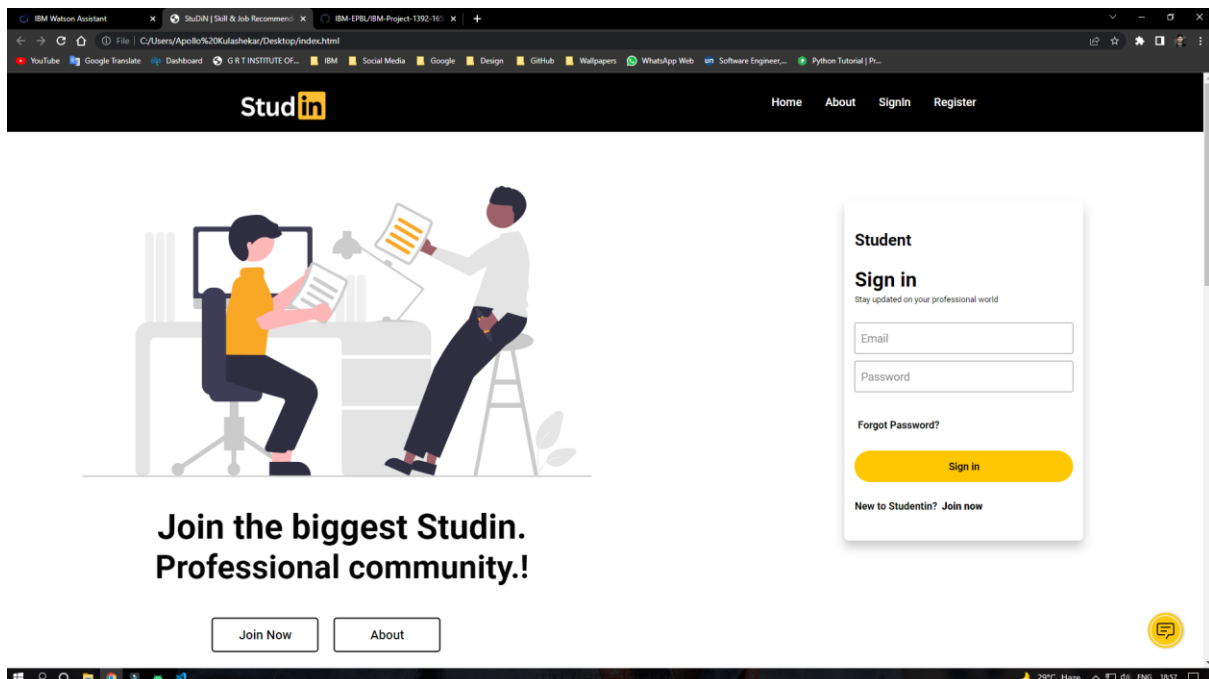 IBM Watson Assistant
StuDiN | Skill & Job Recommend
IBM-EPBL/IBM-Project-1392-165
File | C:/Users/Apollo%20Kulashekar/Desktop/index.html
YouTube Google Translate Dashboard G R T INSTITUTE OF... IBM Social Media Google Design GitHub Wallpapers WhatsApp Web Software Engineer,... Python Tutorial | Pr...
Studin
Home About SignIn Register
Student
Sign in
Stay updated on your professional world
Email
Password
Forgot Password?
Sign in
New to Studentin? Join now
Join the biggest Studin.
Professional community.!
Join Now About
29°C Haze ENG 18:57